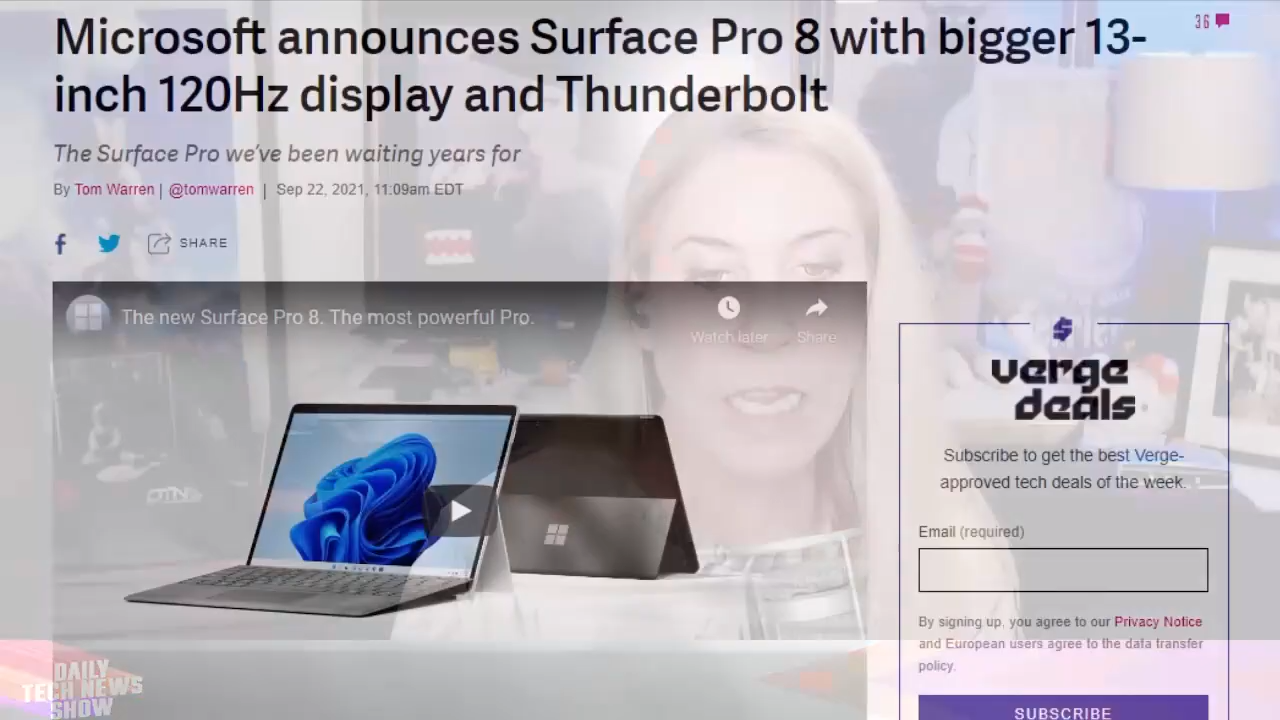 Microsoft announces Surface Pro 8 with bigger 13-
36
inch 120Hz display and Thunderbolt
The Surface Pro we've been waiting years for
By Tom Warren | @tomwarren | Sep 22, 2021, 11:09am EDT
SHARE
The new Surface Pro 8. The most powerful Pro.
Watch later
Share
verge
deals
Subscribe to get the best Verge-
approved tech deals of the week.
Email (required)
By signing up, you agree to our Privacy Notice
and European users agree to the data transfer
policy.
SUBSCRIBE
DTNS
DAILY
TECH NEWS
SHOW